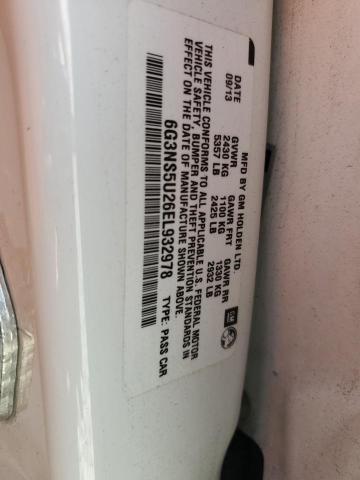 MFD BY GM HOLDEN LTD.
DATE GVWR GAWR FRT GAWR RR
09/13 2430 KG 1100 KG 1330 KG
5357 LB 2425 LB 2932 LB
THIS VEHICLE CONFORMS TO ALL APPLICABLE U.S. FEDERAL MOTOR
VEHICLE SAFETY, BUMPER AND THEFT PREVENTION STANDARDS IN
EFFECT ON THE DATE OF MANUFACTURE SHOWN ABOVE.
6G3NS5U26EL932978 TYPE: PASS CAR
GM